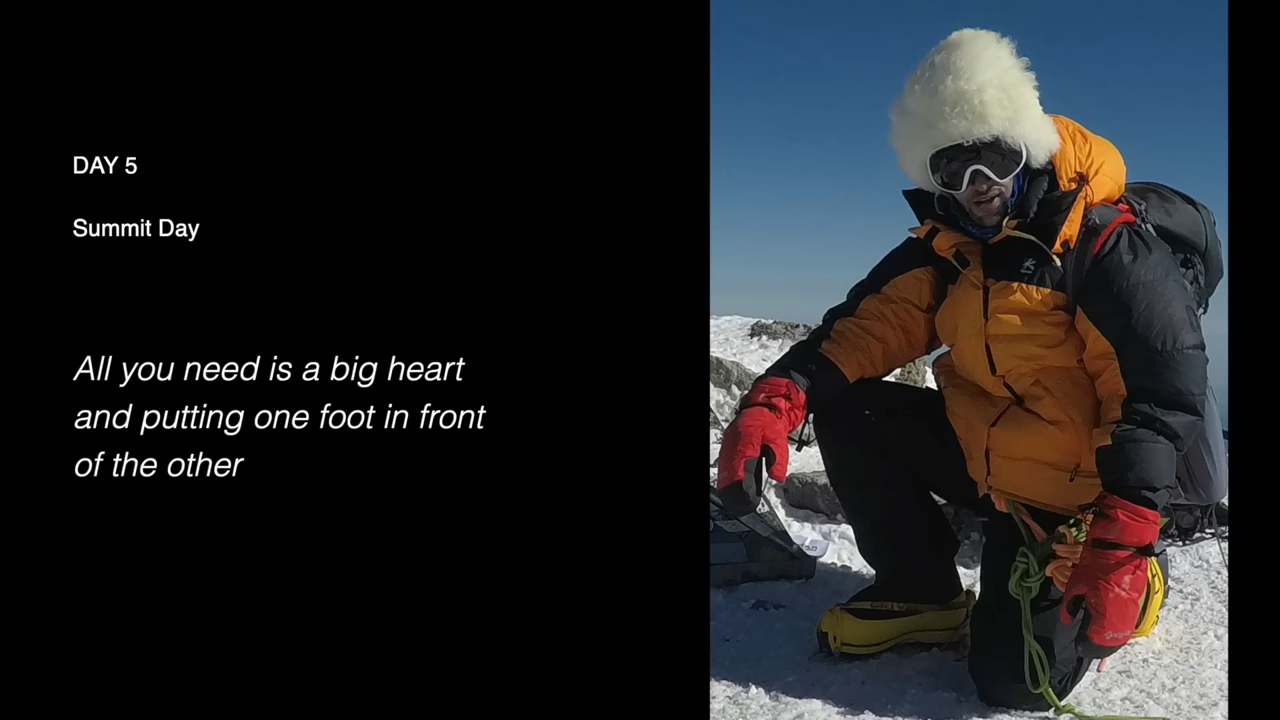 DAY 5
Summit Day
All you need is a big heart
and putting one foot in front
of the other